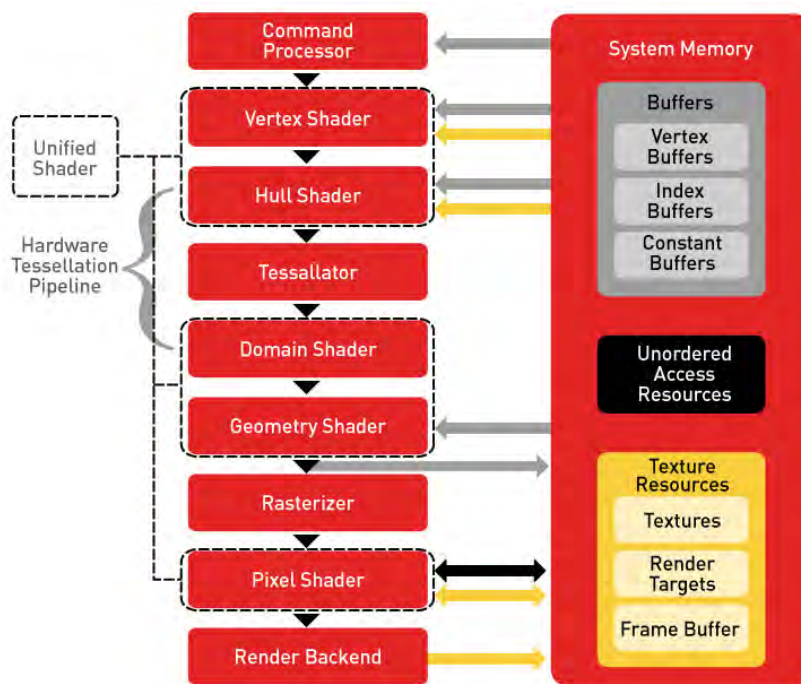 Command
Processor
Vertex Shader
Hull Shader
Tessallator
Domain Shader
Geometry Shader
Rasterizer
Pixel Shader
Render Backend
Unified
Shader
Hardware
Tessellation
Pipeline
System Memory
Buffers
Vertex
Buffers
Index
Buffers
Constant
Buffers
Unordered
Access
Resources
Texture
Resources
Textures
Render
Targets
Frame Buffer